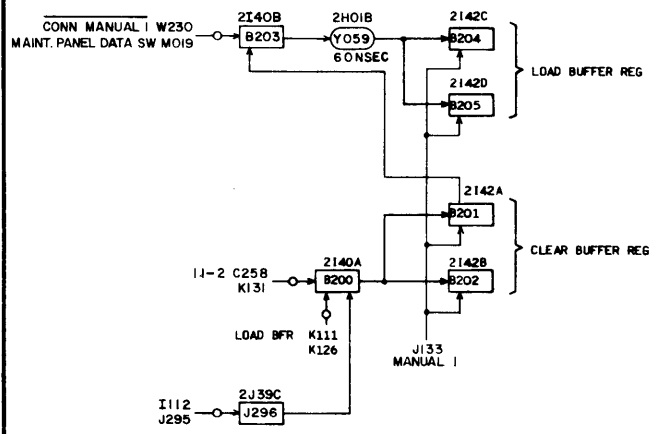 2I40B
2H01B
2I42C
CONN MANUAL I W230
MAINT. PANEL DATA SW M019
B203
Y059
B204
60NSEC
LOAD BUFFER REG
2I42D
B205
2I42A
B201
CLEAR BUFFER REG
2I40A
2I42B
I1-2 C258
K131
B200
B202
LOAD BFR K111
K126
J133
MANUAL I
2J39C
I112
J295
J296